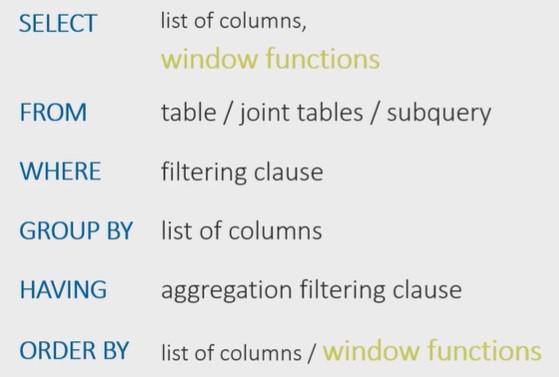 SELECT list of columns,
window functions
FROM table / joint tables / subquery
WHERE filtering clause
GROUP BY list of columns
HAVING aggregation filtering clause
ORDER BY list of columns / window functions